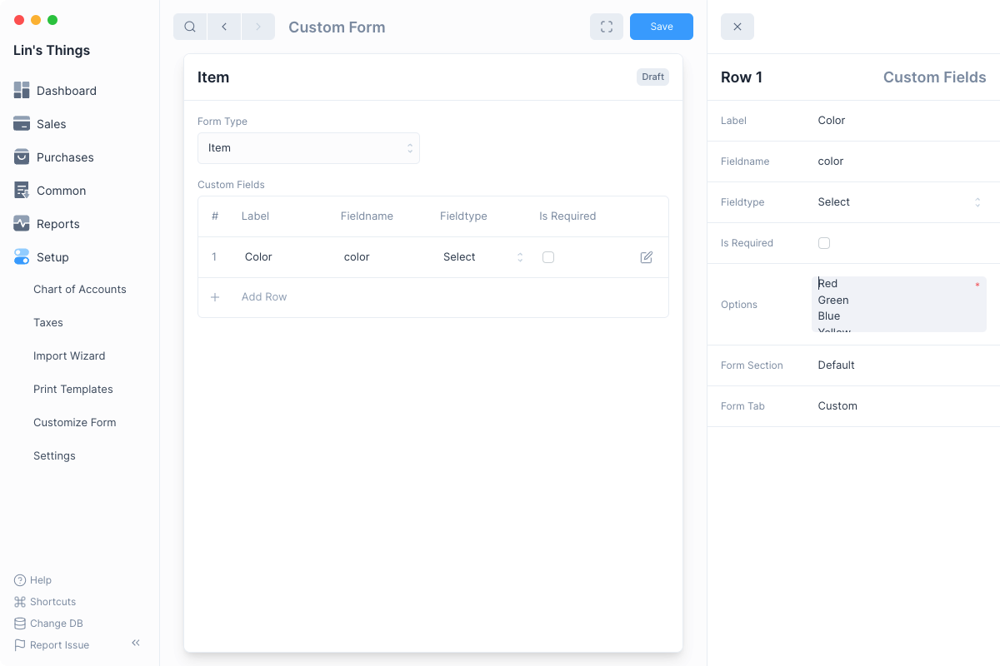 Lin's Things
Dashboard
Sales
Purchases
Common
Reports
Setup
Chart of Accounts
Taxes
Import Wizard
Print Templates
Customize Form
Settings
Help
Shortcuts
Change DB
Report Issue
Custom Form
Save
Item
Draft
Form Type
Item
Custom Fields
# Label Fieldname Fieldtype Is Required
1 Color color Select
+ Add Row
Row 1 Custom Fields
Label Color
Fieldname color
Fieldtype Select
Is Required
Options
Red *
Green
Blue
Yellow
Form Section Default
Form Tab Custom